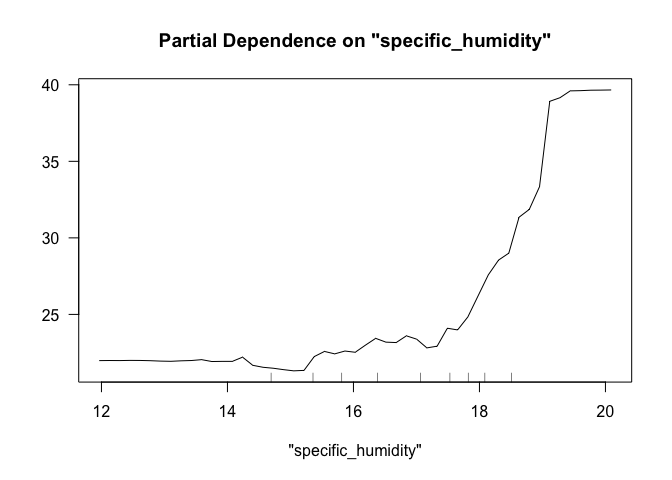 Partial Dependence on "specific_humidity"
40
35
30
25
12 14 16 18 20
"specific_humidity"